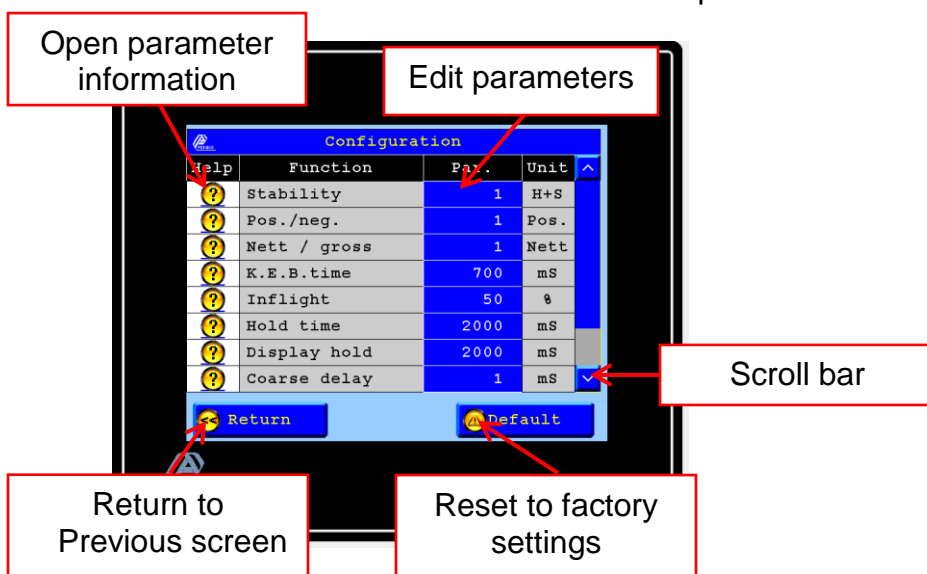 Open parameter
information
Edit parameters
PENKO
Configuration
Help Function Par. Unit
? Stability 1 H+S
? Pos./neg. 1 Pos.
? Nett / gross 1 Nett
? K.E.B.time 700 mS
? Inflight 50 %
? Hold time 2000 mS
? Display hold 2000 mS
? Coarse delay 1 mS
Scroll bar
<< Return Default
Return to
Previous screen
Reset to factory
settings